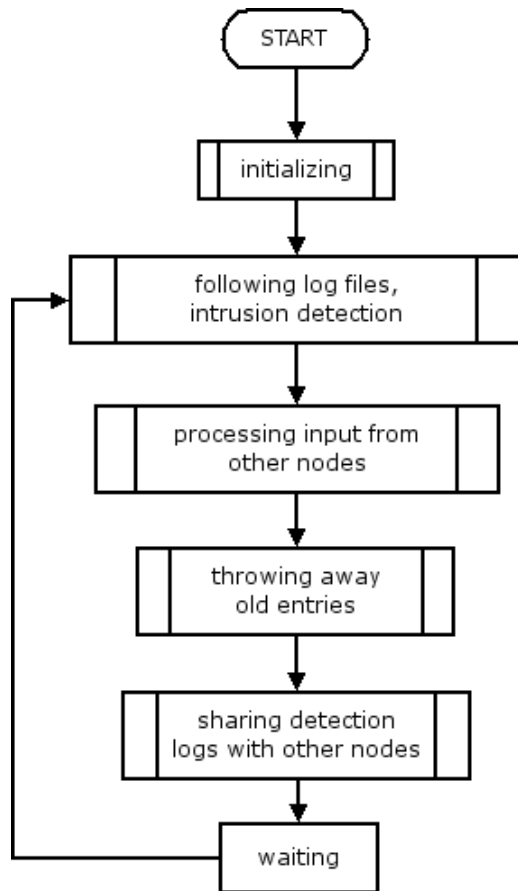 START
initializing
following log files,
intrusion detection
processing input from
other nodes
throwing away
old entries
sharing detection
logs with other nodes
waiting